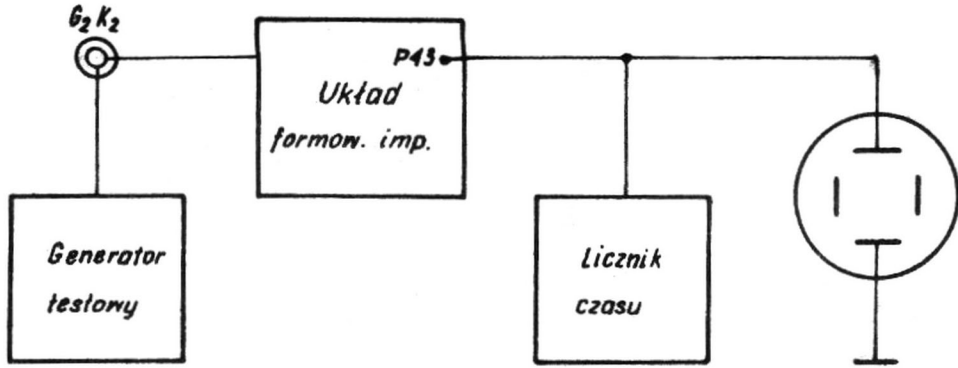 G₂ K₂
P43
Układ
formow. imp.
Generator
testowy
Licznik
czasu